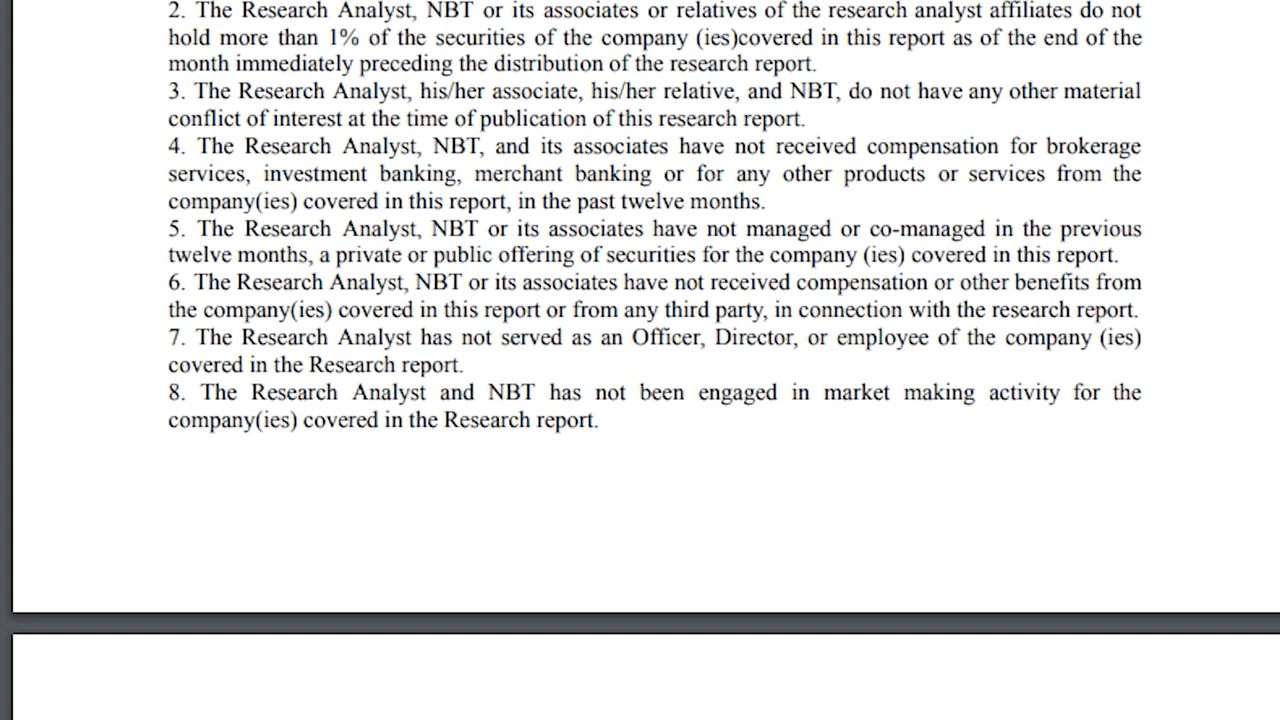 2. The Research Analyst, NBT or its associates or relatives of the research analyst affiliates do not
hold more than 1% of the securities of the company (ies)covered in this report as of the end of the
month immediately preceding the distribution of the research report.
3. The Research Analyst, his/her associate, his/her relative, and NBT, do not have any other material
conflict of interest at the time of publication of this research report.
4. The Research Analyst, NBT, and its associates have not received compensation for brokerage
services, investment banking, merchant banking or for any other products or services from the
company(ies) covered in this report, in the past twelve months.
5. The Research Analyst, NBT or its associates have not managed or co-managed in the previous
twelve months, a private or public offering of securities for the company (ies) covered in this report.
6. The Research Analyst, NBT or its associates have not received compensation or other benefits from
the company(ies) covered in this report or from any third party, in connection with the research report.
7. The Research Analyst has not served as an Officer, Director, or employee of the company (ies)
covered in the Research report.
8. The Research Analyst and NBT has not been engaged in market making activity for the
company(ies) covered in the Research report.